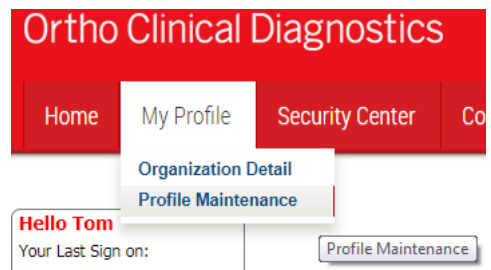 Ortho Clinical Diagnostics
Home My Profile Security Center Co
Organization Detail
Profile Maintenance
Hello Tom
Your Last Sign on:
Profile Maintenance